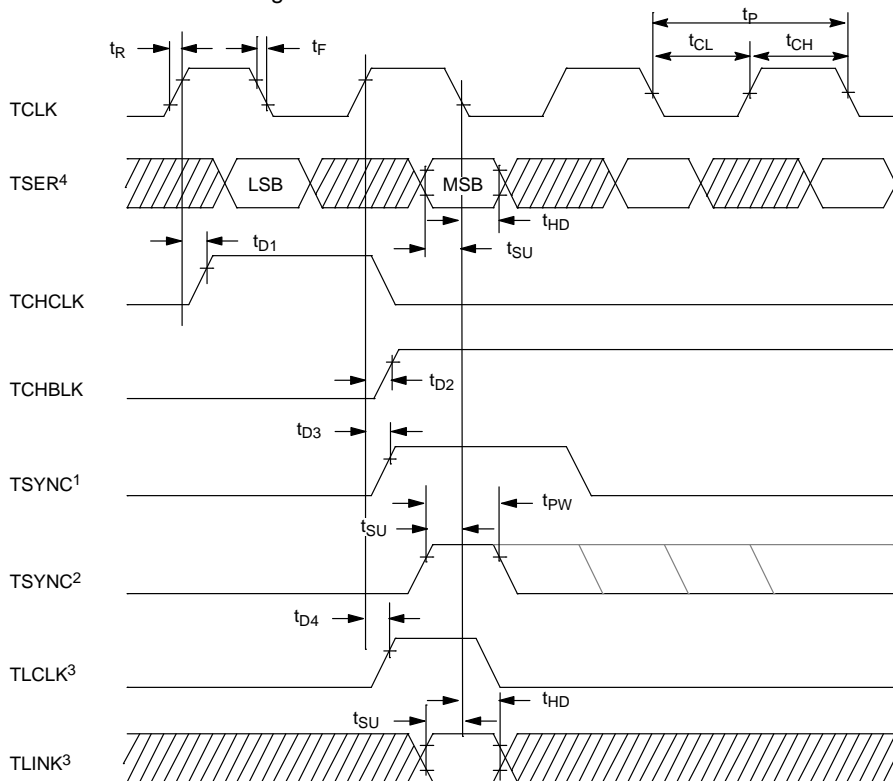 tP
tR
tF
tCL
tCH
TCLK
TSER4
LSB
MSB
tHD
tSU
tD1
TCHCLK
TCHBLK
tD2
tD3
TSYNC1
tPW
tSU
TSYNC2
tD4
TLCLK3
tHD
tSU
TLINK3